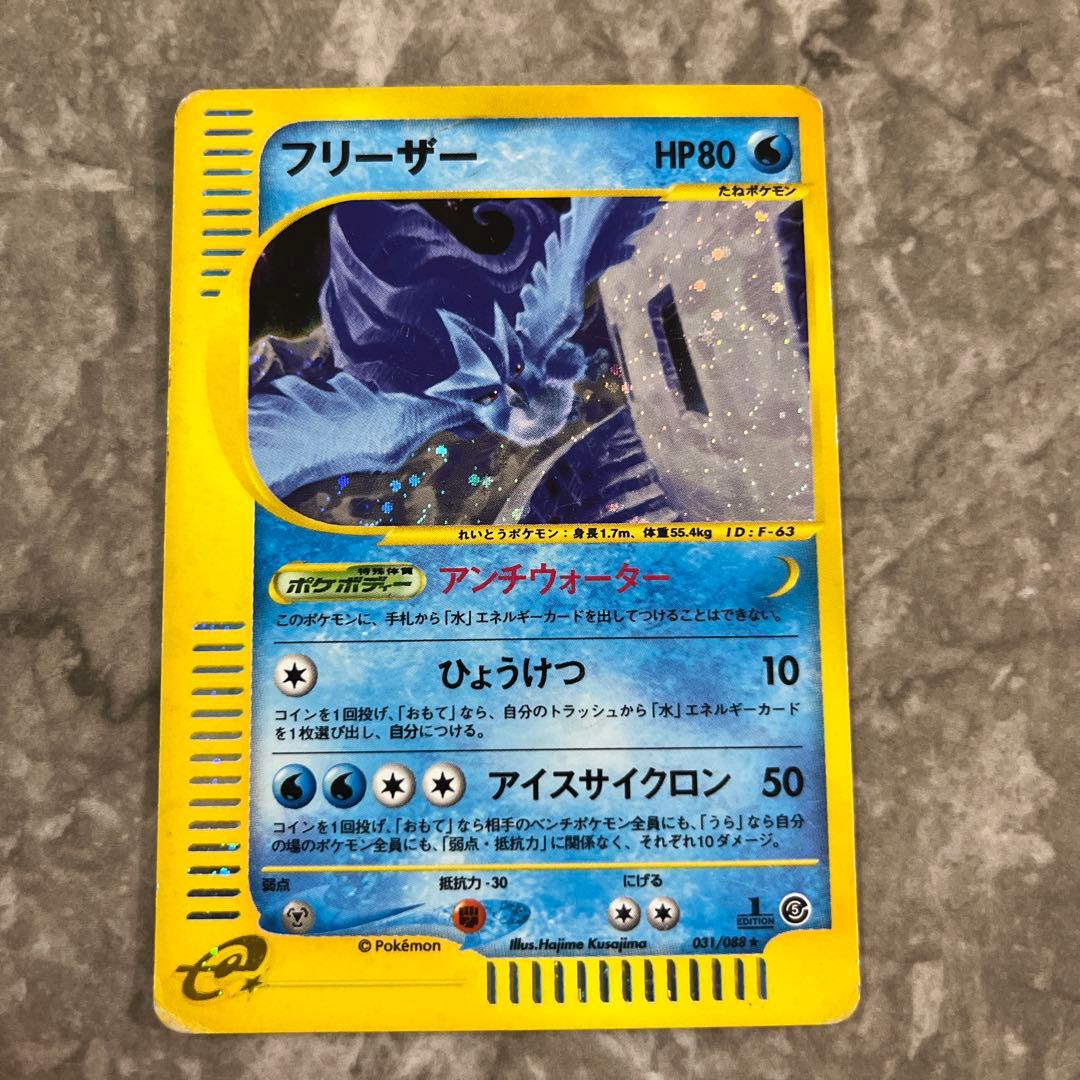 フリーザー
HP80
たねポケモン
れいとうポケモン：身長1.7m、体重55.4kg ID：F-63
特殊体質
ポケボディー
アンチウォーター
このポケモンに、手札から「水」エネルギーカードを出してつけることはできない。
ひょうけつ 10
コインを1回投げ、「おもて」なら、自分のトラッシュから「水」エネルギーカード
を1枚選び出し、自分につける。
アイスサイクロン 50
コインを1回投げ、「おもて」なら相手のベンチポケモン全員にも、「うら」なら自分
の場のポケモン全員にも、「弱点・抵抗力」に関係なく、それぞれ10ダメージ。
弱点 抵抗力 -30 にげる
1
EDITION
5
© Pokémon Illus.Hajime Kusajima 031/088 ★
e